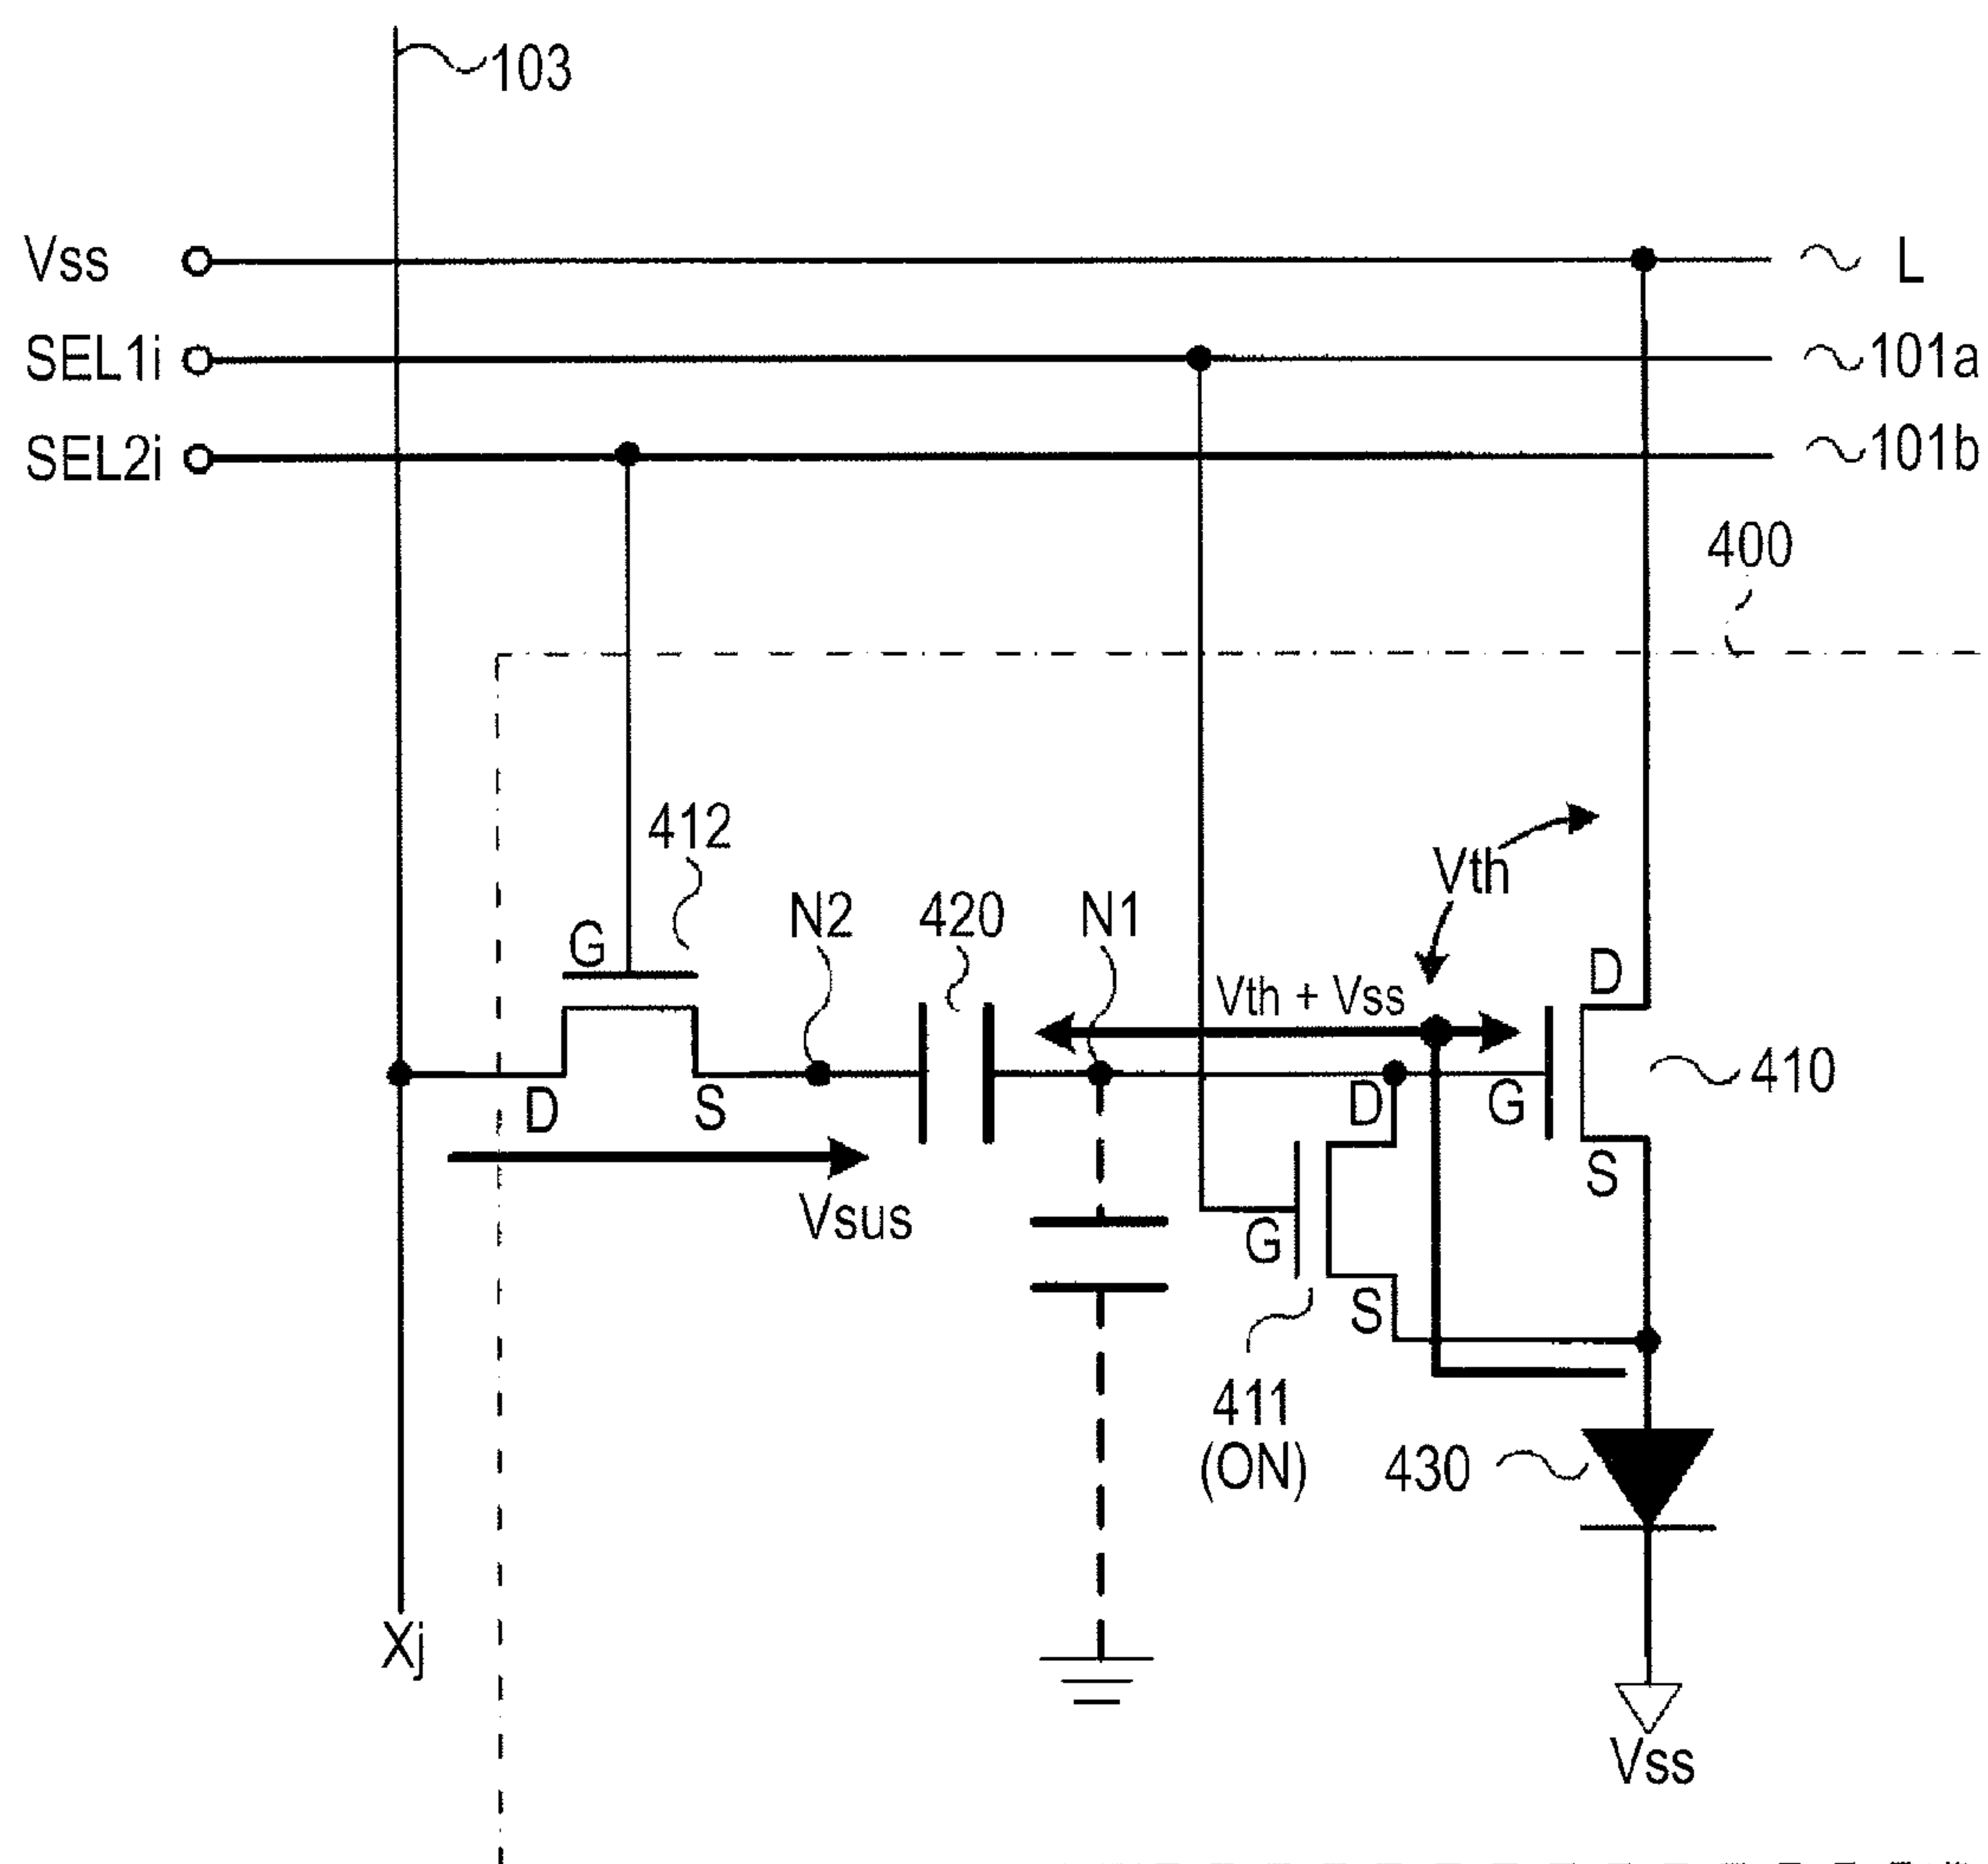 103
Vss
L
SEL1i
101a
SEL2i
101b
400
412
Vth
G
N2
420
N1
Vth + Vss
D
410
D
S
D
G
Vsus
G
S
S
411
(ON)
430
Xj
Vss